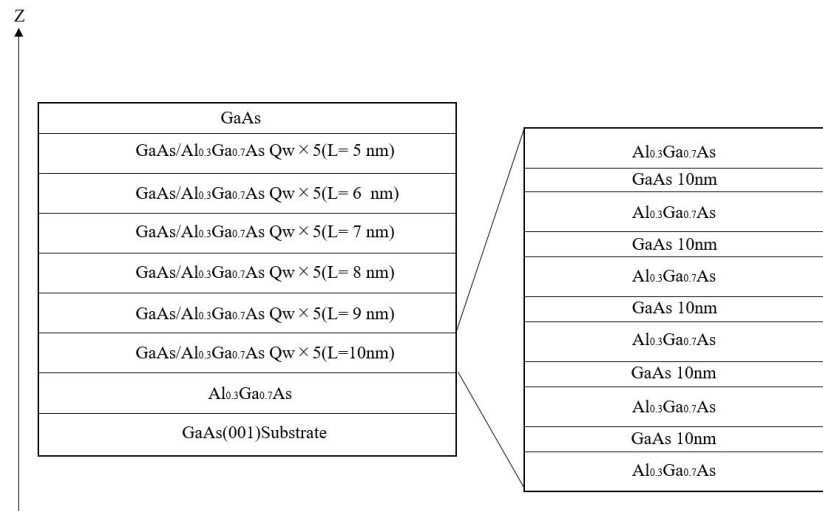 Z
GaAs
GaAs/Al₀.₃Ga₀.₇As Qw × 5(L= 5 nm)
GaAs/Al₀.₃Ga₀.₇As Qw × 5(L= 6 nm)
GaAs/Al₀.₃Ga₀.₇As Qw × 5(L= 7 nm)
GaAs/Al₀.₃Ga₀.₇As Qw × 5(L= 8 nm)
GaAs/Al₀.₃Ga₀.₇As Qw × 5(L= 9 nm)
GaAs/Al₀.₃Ga₀.₇As Qw × 5(L=10nm)
Al₀.₃Ga₀.₇As
GaAs(001)Substrate
Al₀.₃Ga₀.₇As
GaAs 10nm
Al₀.₃Ga₀.₇As
GaAs 10nm
Al₀.₃Ga₀.₇As
GaAs 10nm
Al₀.₃Ga₀.₇As
GaAs 10nm
Al₀.₃Ga₀.₇As
GaAs 10nm
Al₀.₃Ga₀.₇As